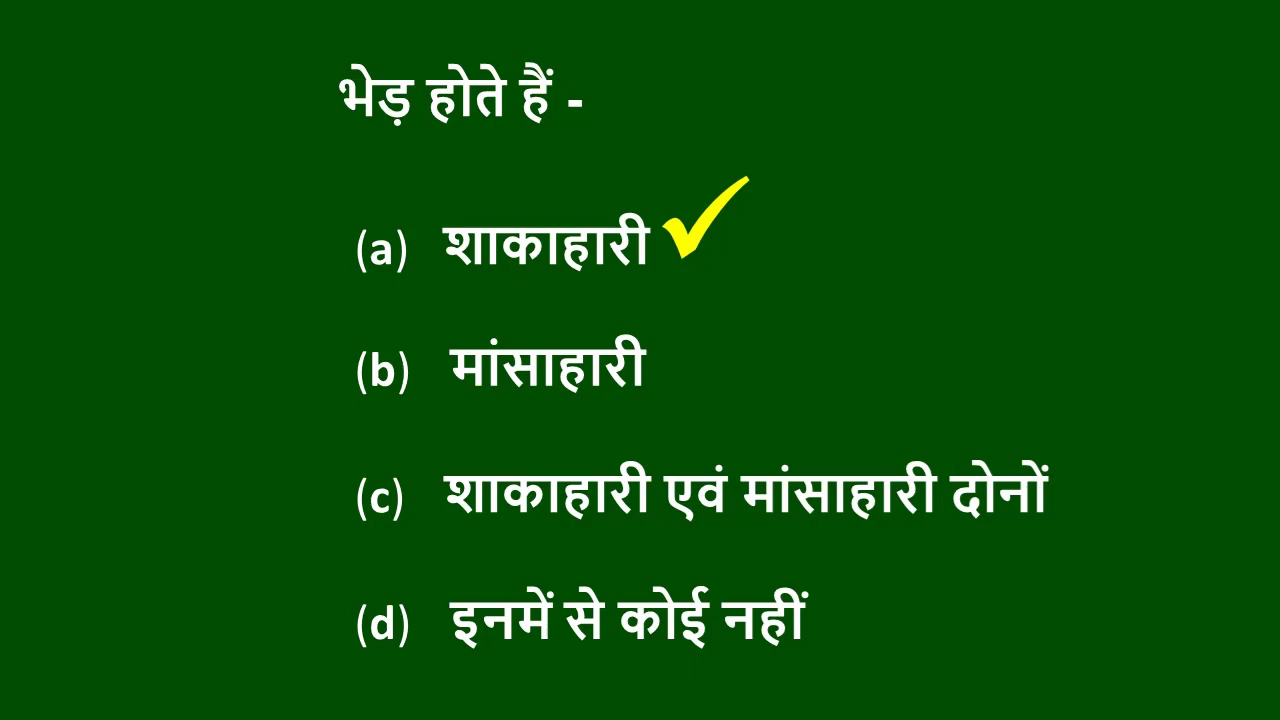 भेड़ होते हैं -
(a) शाकाहारी
(b) मांसाहारी
(c) शाकाहारी एवं मांसाहारी दोनों
(d) इनमें से कोई नहीं